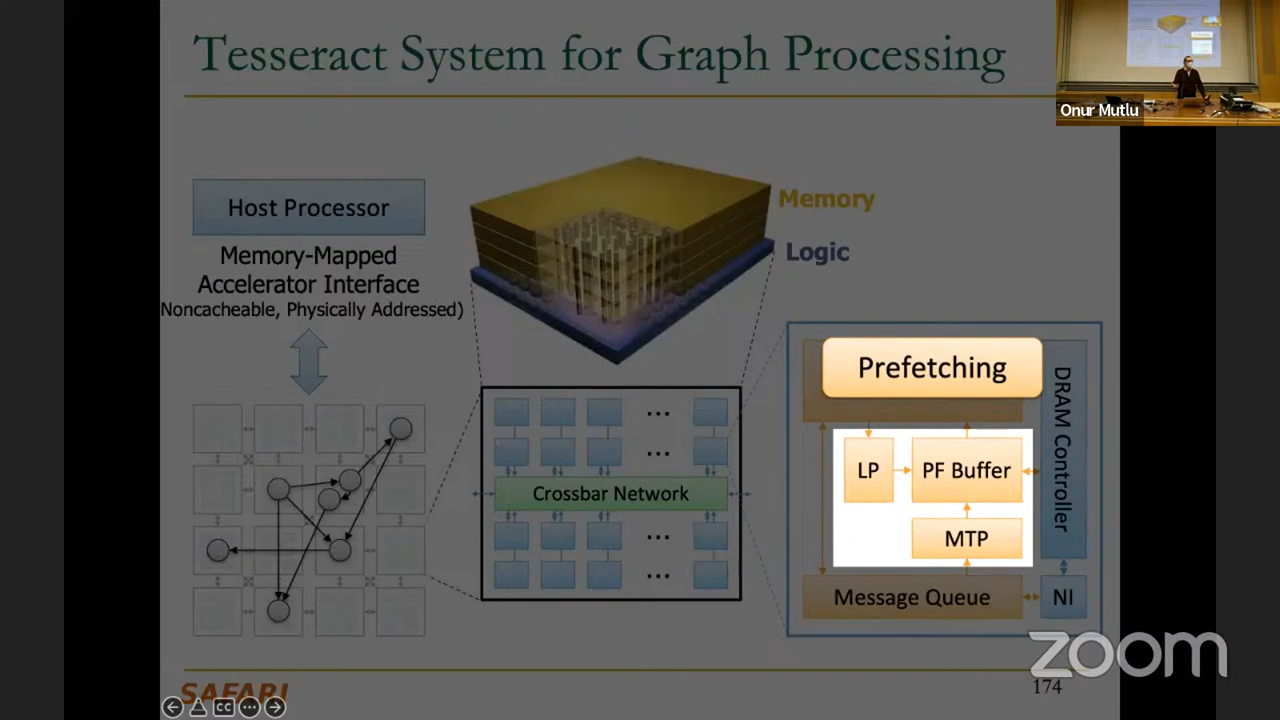 Tesseract System for Graph Processing
Onur Mutlu
Host Processor
Memory-Mapped
Accelerator Interface
Noncacheable, Physically Addressed)
Memory
Logic
Crossbar Network
...
...
...
...
Prefetching
LP
PF Buffer
MTP
Message Queue
DRAM Controller
NI
zoom
SAFARI
CC
174